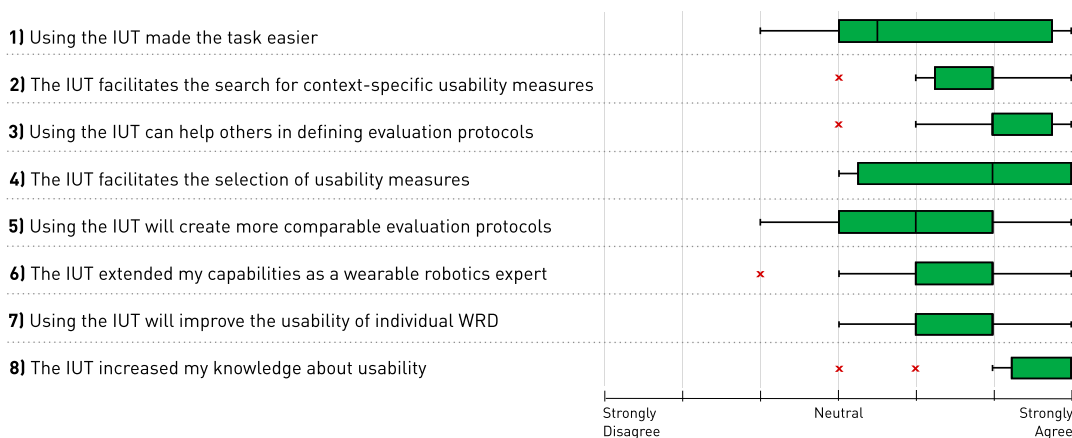 1) Using the IUT made the task easier
2) The IUT facilitates the search for context-specific usability measures
3) Using the IUT can help others in defining evaluation protocols
4) The IUT facilitates the selection of usability measures
5) Using the IUT will create more comparable evaluation protocols
6) The IUT extended my capabilities as a wearable robotics expert
7) Using the IUT will improve the usability of individual WRD
8) The IUT increased my knowledge about usability
Strongly Disagree
Neutral
Strongly Agree